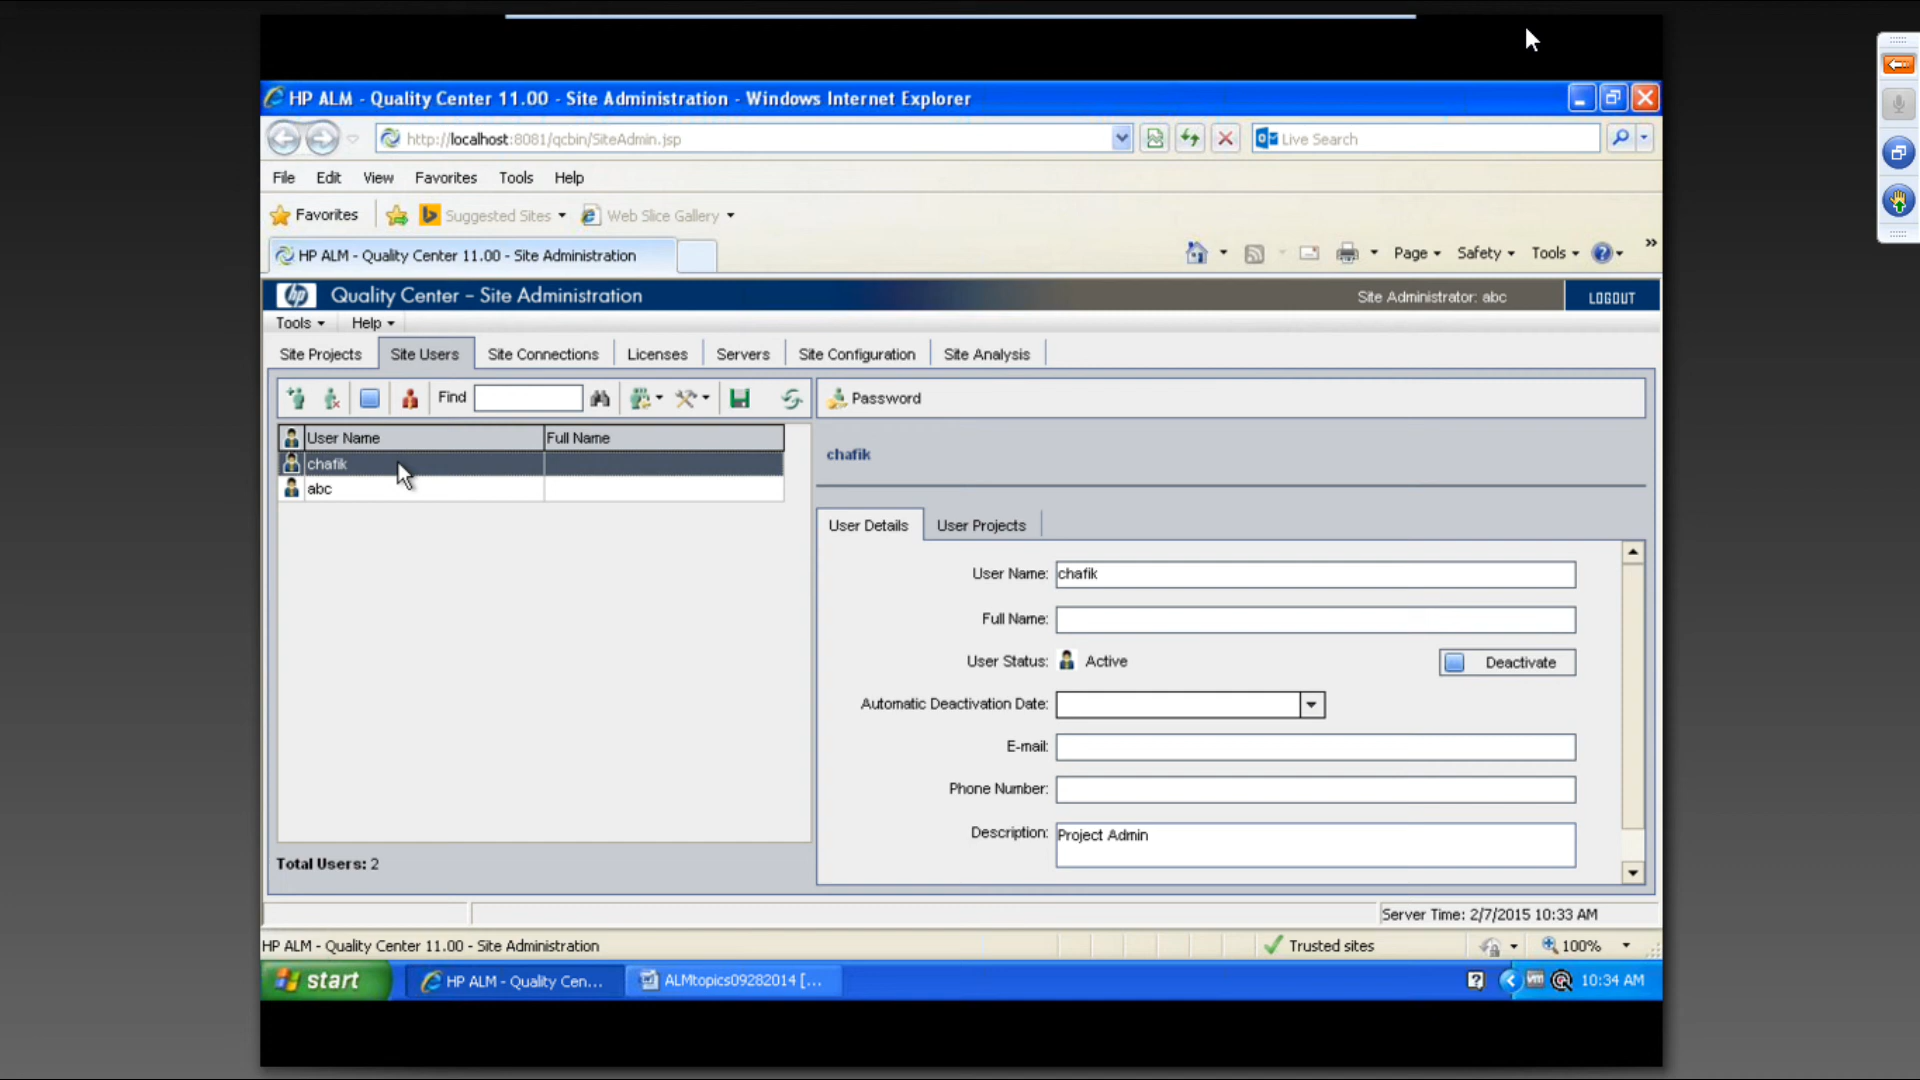 HP ALM - Quality Center 11.00 - Site Administration - Windows Internet Explorer
http://localhost:8081/qcbin/SiteAdmin.jsp
Live Search
File Edit View Favorites Tools Help
Favorites Suggested Sites Web Slice Gallery
HP ALM - Quality Center 11.00 - Site Administration
Page Safety Tools
hp Quality Center – Site Administration
Site Administrator: abc LOGOUT
Tools Help
Site Projects Site Users Site Connections Licenses Servers Site Configuration Site Analysis
Find
Password
User Name Full Name
chafik
abc
Total Users: 2
chafik
User Details User Projects
User Name: chafik
Full Name:
User Status: Active Deactivate
Automatic Deactivation Date:
E-mail:
Phone Number:
Description: Project Admin
Server Time: 2/7/2015 10:33 AM
HP ALM - Quality Center 11.00 - Site Administration Trusted sites 100%
start HP ALM - Quality Cen... ALMtopics09282014 [... 10:34 AM